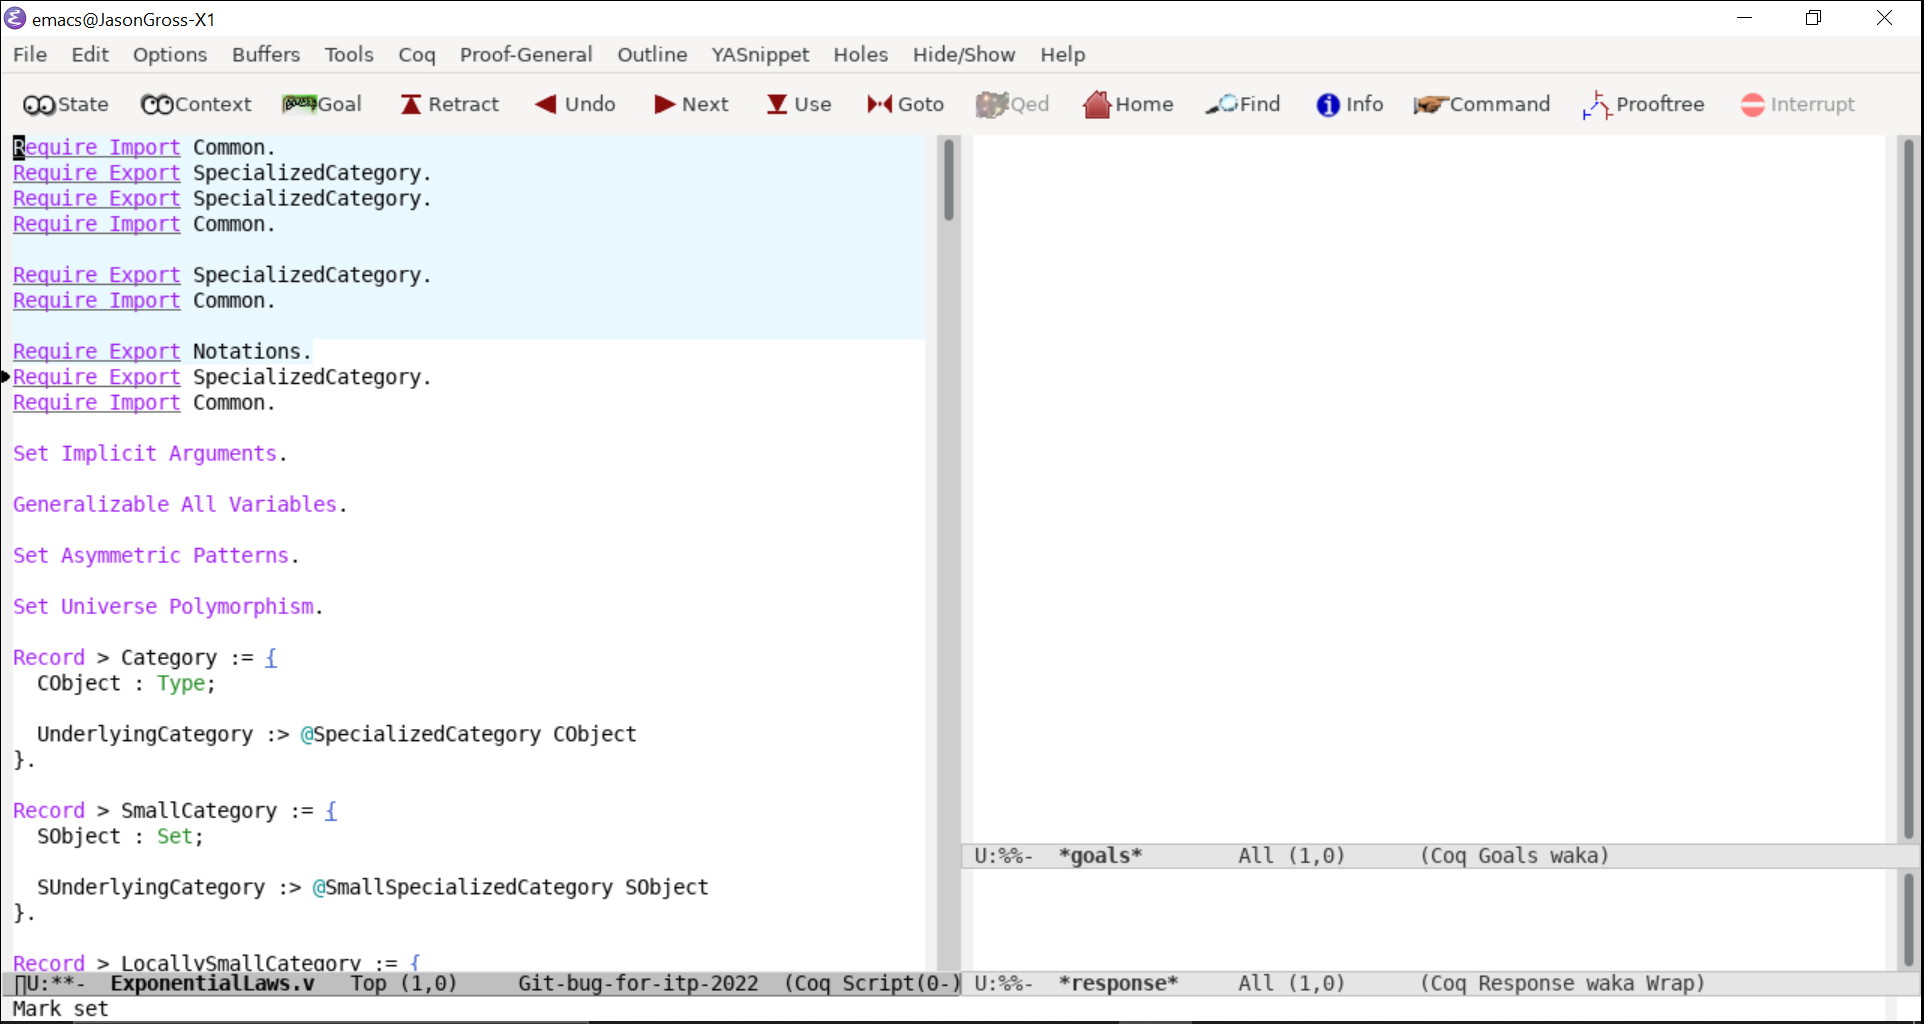 emacs@JasonGross-X1
File Edit Options Buffers Tools Coq Proof-General Outline YASnippet Holes Hide/Show Help
State Context Goal Retract Undo Next Use Goto Qed Home Find Info Command Prooftree Interrupt
Require Import Common.
Require Export SpecializedCategory.
Require Export SpecializedCategory.
Require Import Common.
Require Export SpecializedCategory.
Require Import Common.
Require Export Notations.
Require Export SpecializedCategory.
Require Import Common.
Set Implicit Arguments.
Generalizable All Variables.
Set Asymmetric Patterns.
Set Universe Polymorphism.
Record > Category := {
CObject : Type;
UnderlyingCategory :> @SpecializedCategory CObject
}.
Record > SmallCategory := {
SObject : Set;
SUnderlyingCategory :> @SmallSpecializedCategory SObject
}.
Record > LocallySmallCategory := {
U:**- ExponentialLaws.v Top (1,0) Git-bug-for-itp-2022 (Coq Script(0-)
Mark set
U:%%- *goals* All (1,0) (Coq Goals waka)
U:%%- *response* All (1,0) (Coq Response waka Wrap)